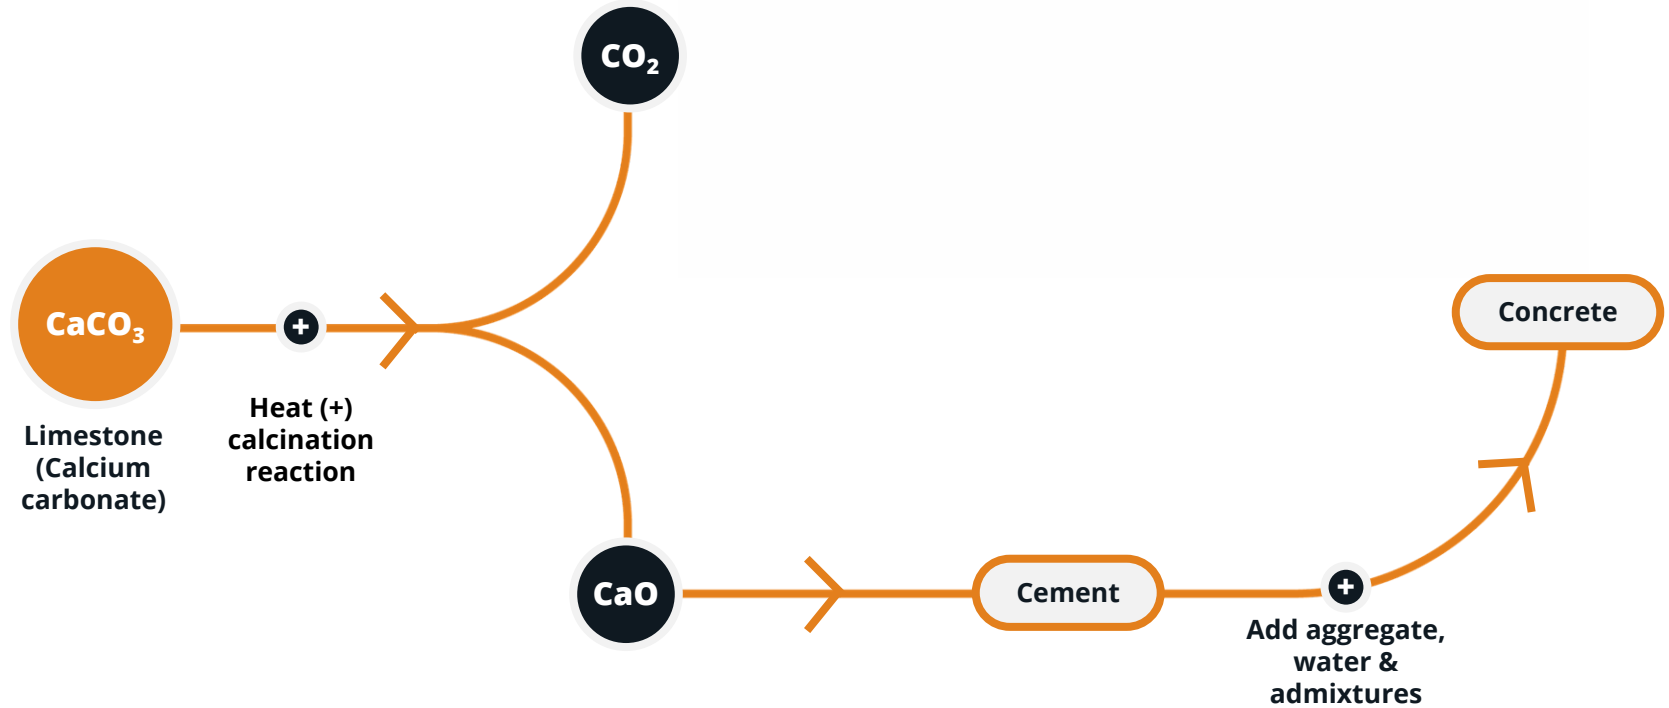 CO₂
CaCO₃
Heat (+)
calcination
reaction
Limestone
(Calcium
carbonate)
CaO
Cement
Add aggregate,
water &
admixtures
Concrete